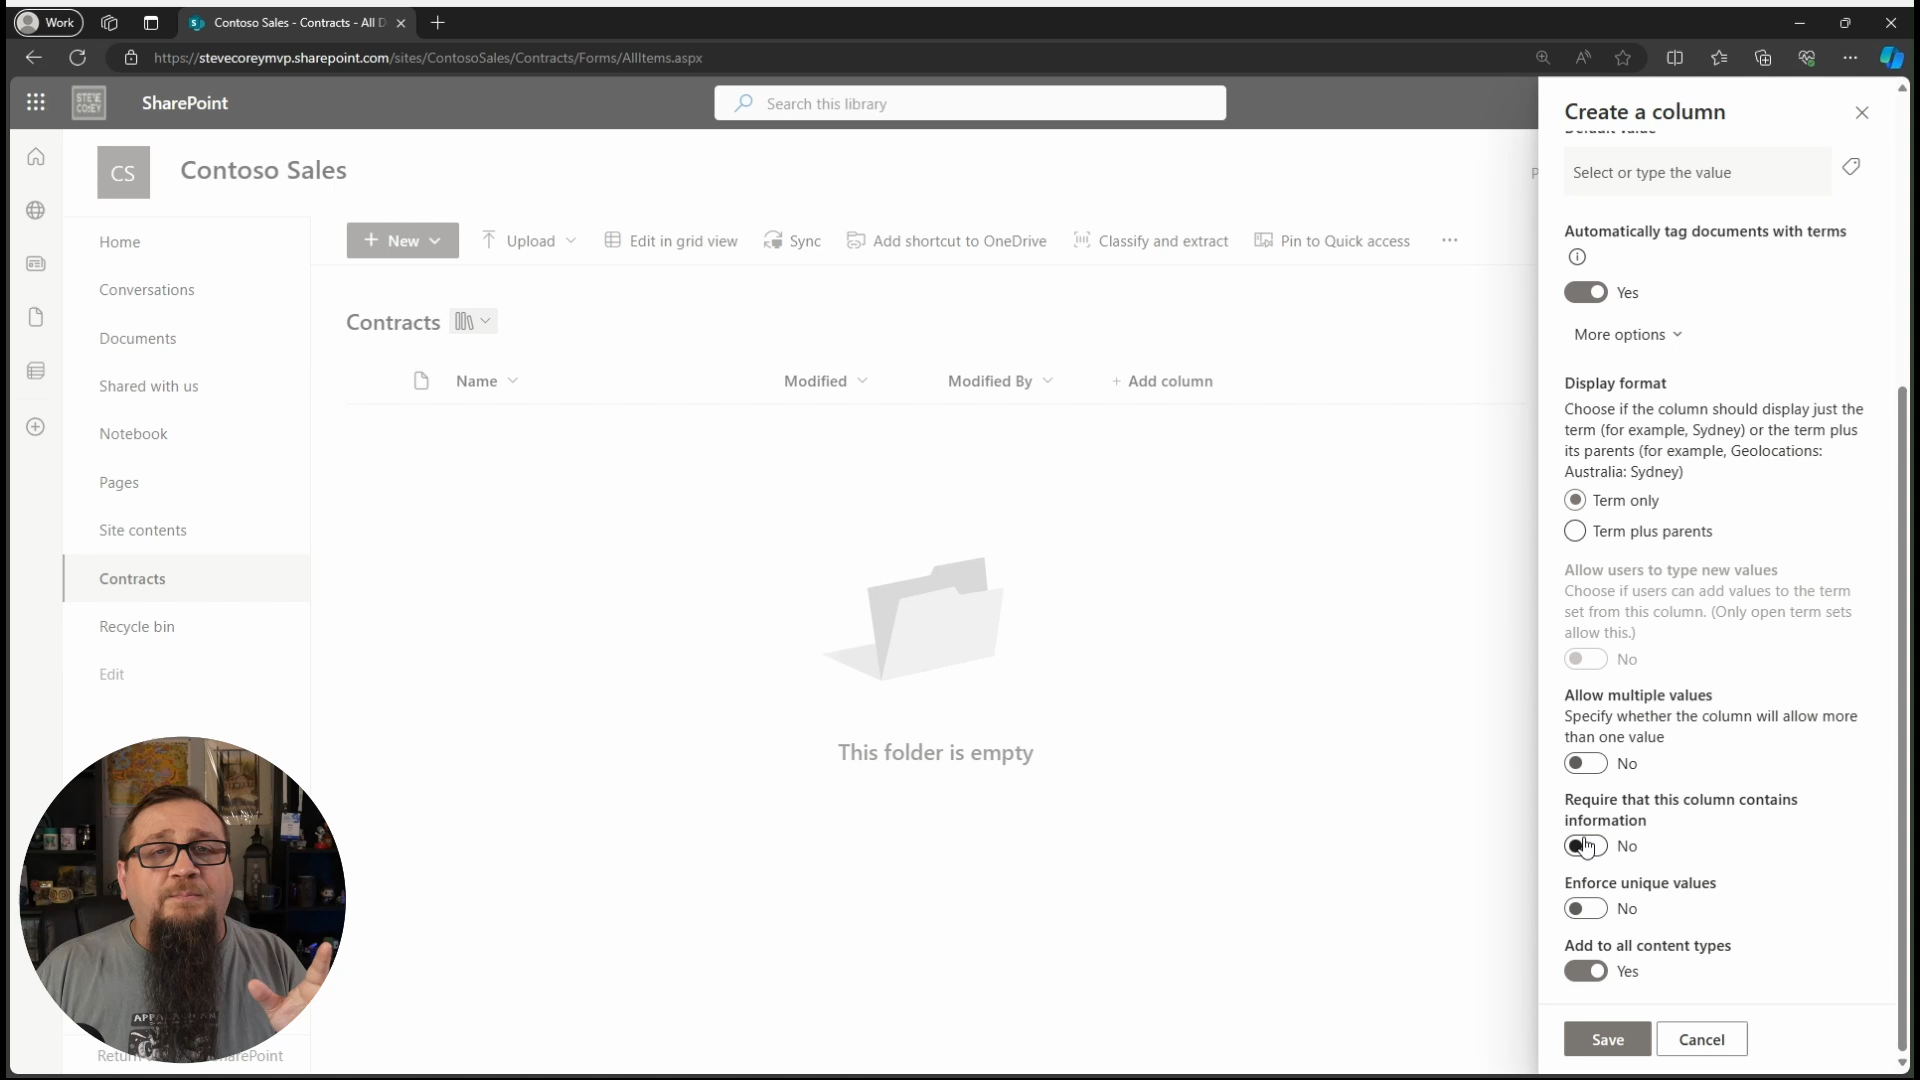 Work
Contoso Sales - Contracts - All D
https://stevecoreymvp.sharepoint.com/sites/ContosoSales/Contracts/Forms/AllItems.aspx
STEVE
COREY
SharePoint
Search this library
CS
Contoso Sales
P
Home
Conversations
Documents
Shared with us
Notebook
Pages
Site contents
Contracts
Recycle bin
Edit
New
Upload
Edit in grid view
Sync
Add shortcut to OneDrive
Classify and extract
Pin to Quick access
Contracts
Name
Modified
Modified By
+ Add column
This folder is empty
Create a column
Default value
Select or type the value
Automatically tag documents with terms
Yes
More options
Display format
Choose if the column should display just the
term (for example, Sydney) or the term plus
its parents (for example, Geolocations:
Australia: Sydney)
Term only
Term plus parents
Allow users to type new values
Choose if users can add values to the term
set from this column. (Only open term sets
allow this.)
No
Allow multiple values
Specify whether the column will allow more
than one value
No
Require that this column contains
information
No
Enforce unique values
No
Add to all content types
Yes
Save
Cancel